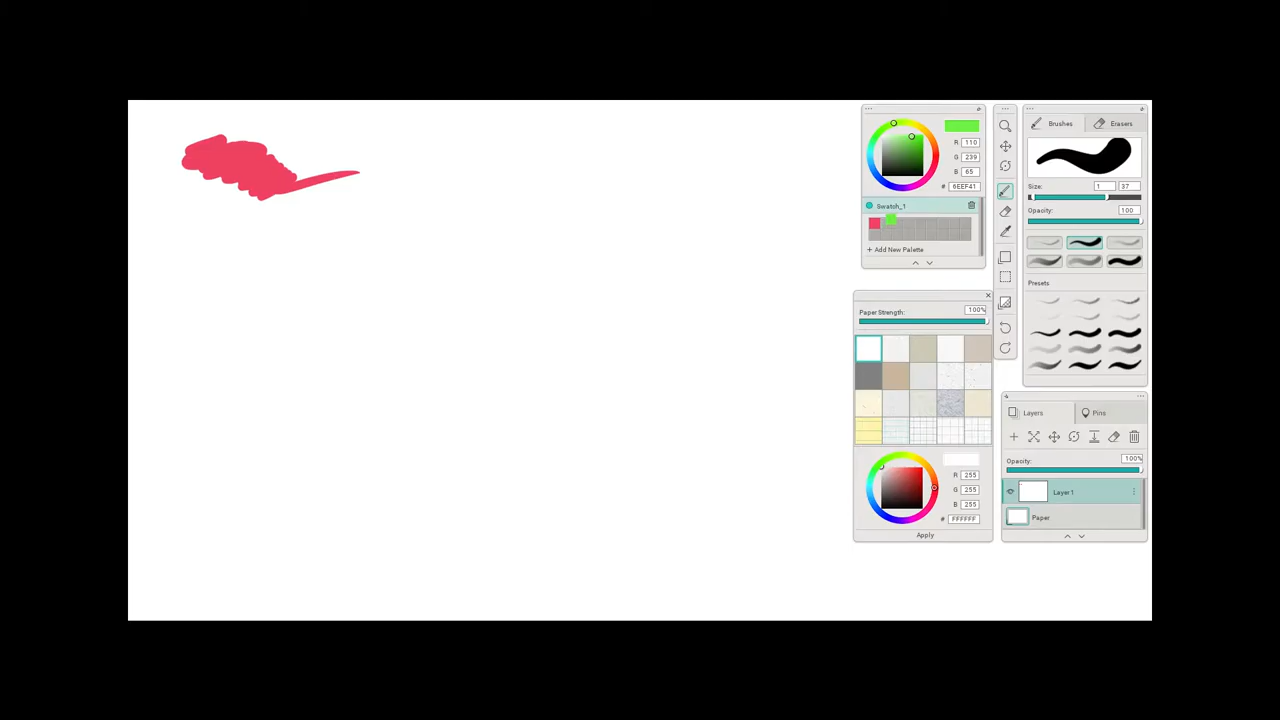 Brushes
Erasers
R 110
G 239
B 65
# 6EEF41
Size:
1
37
Opacity:
100
Swatch_1
+ Add New Palette
Presets
Paper Strengh:
100%
Layers
Pins
Opacity:
100%
R 255
G 255
B 255
# FFFFFF
Layer 1
Paper
Apply